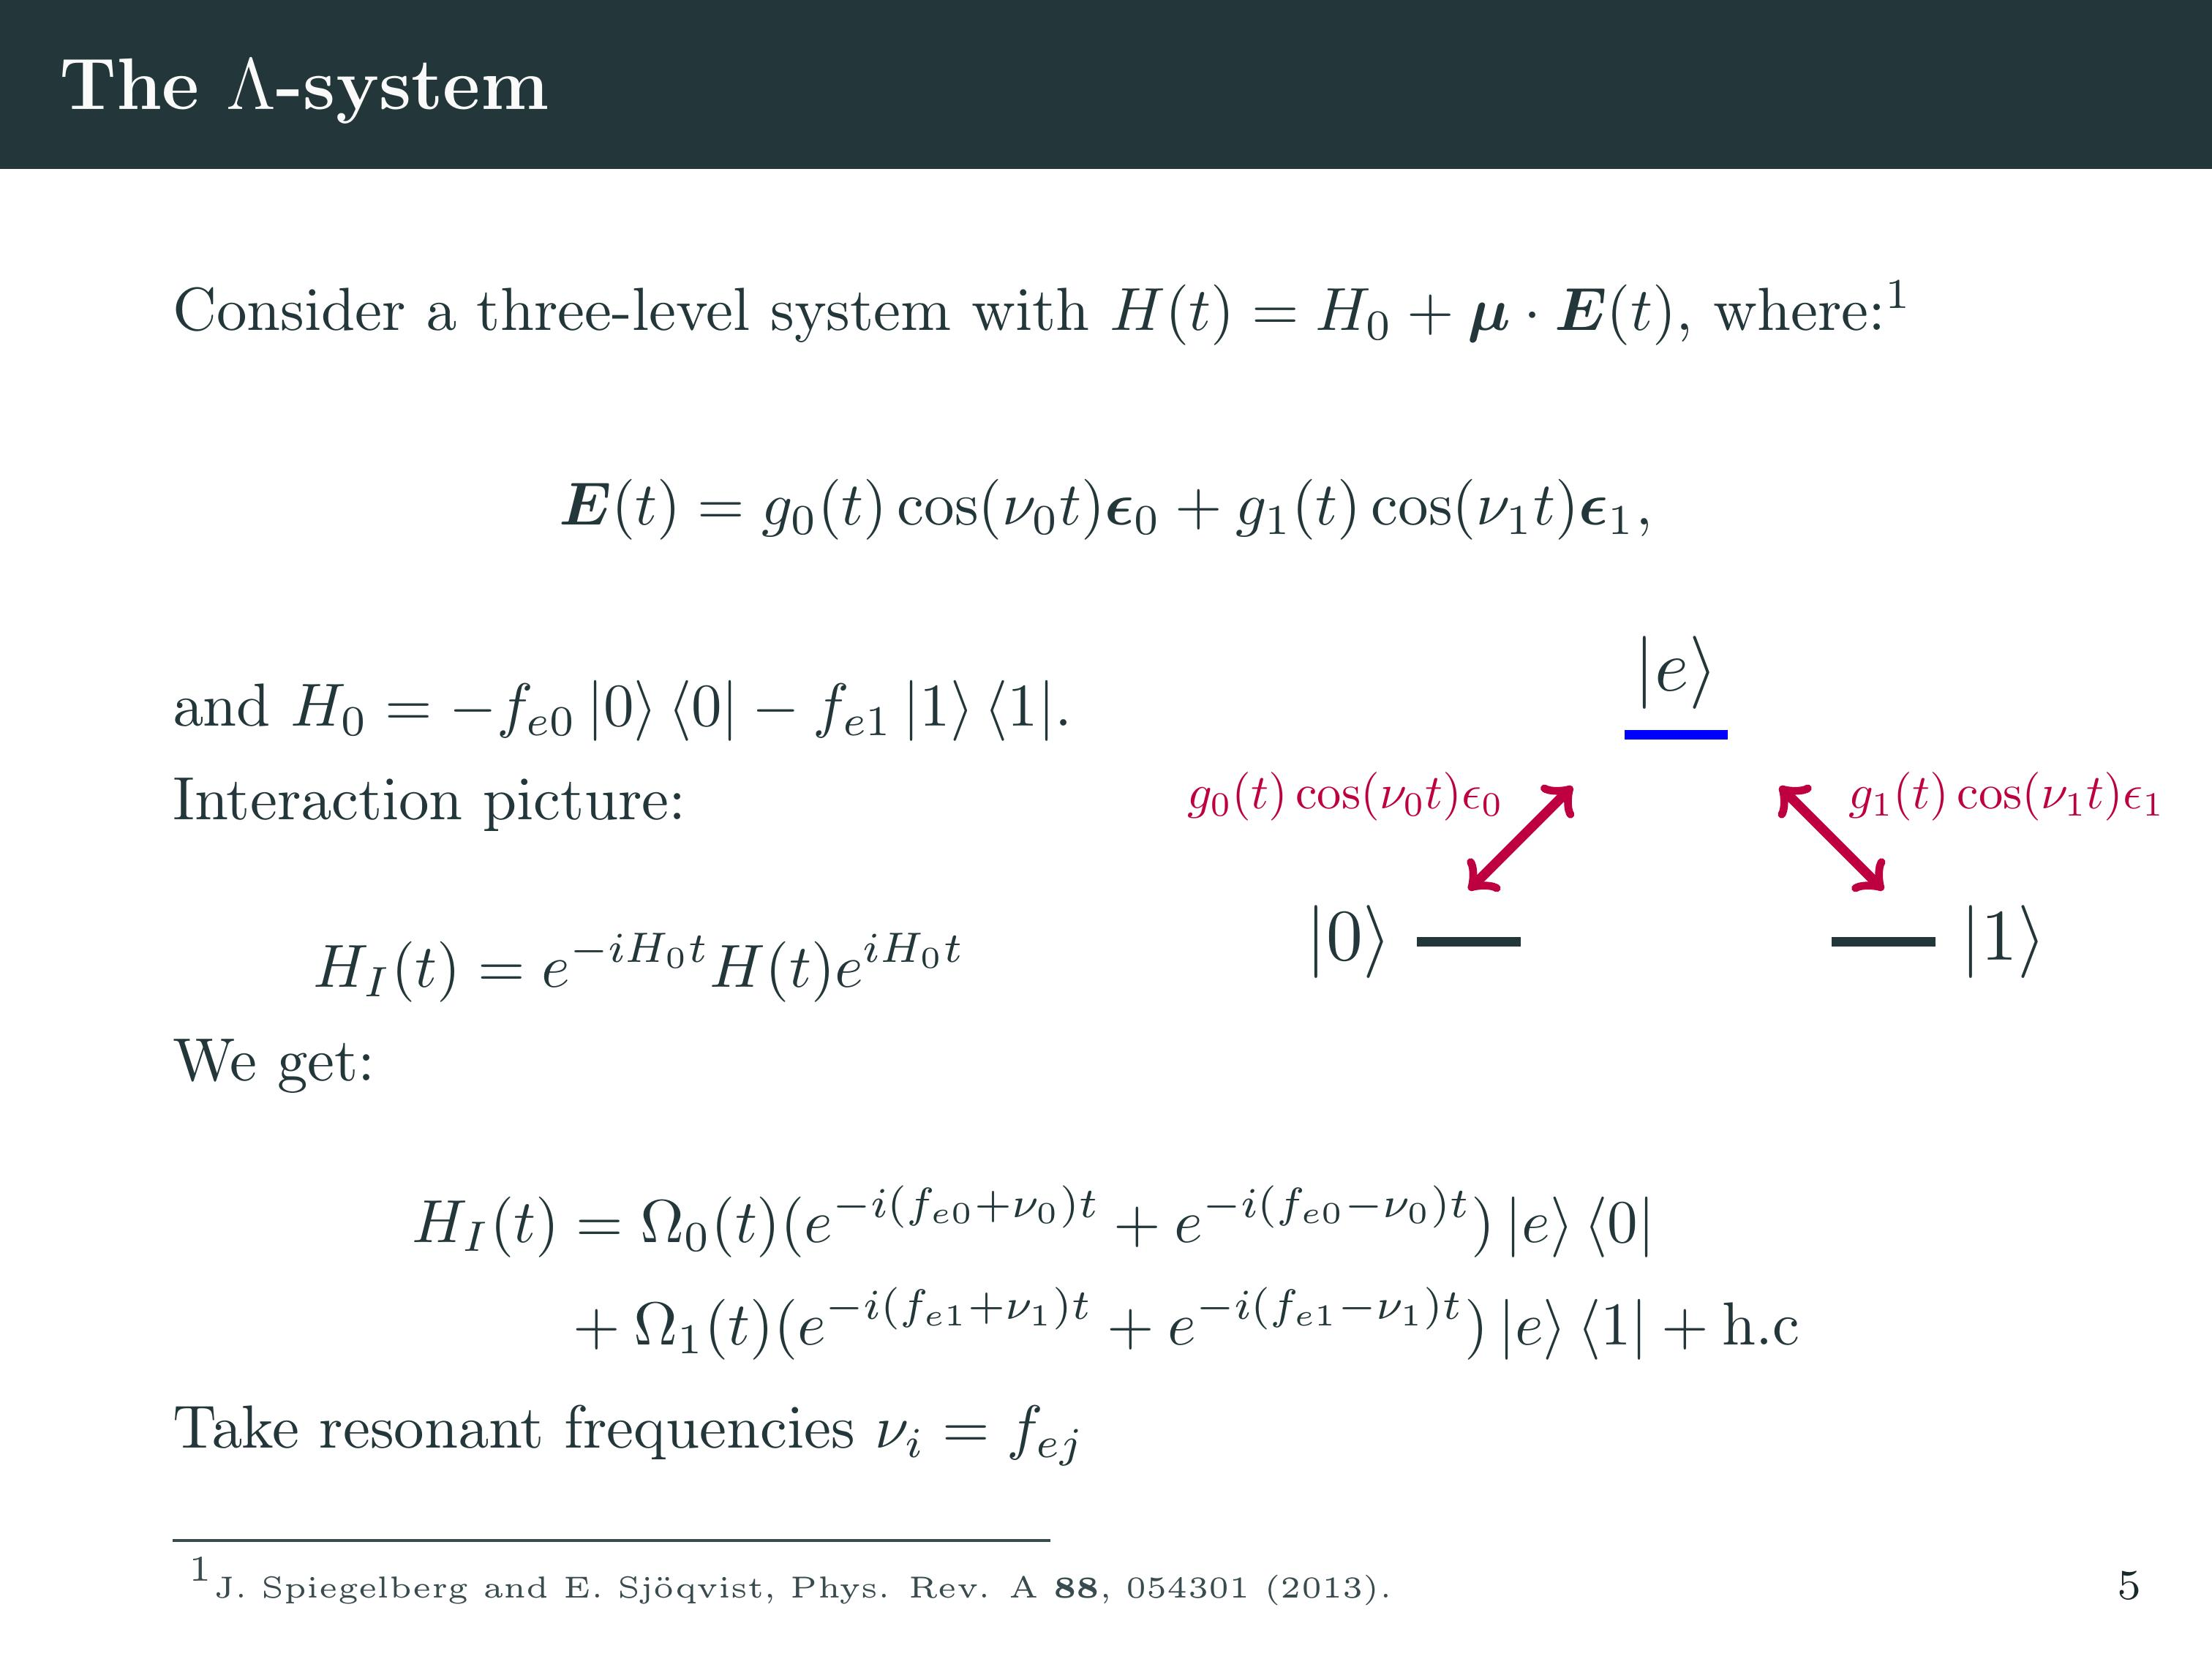 The Λ-system
Consider a three-level system with H(t) = H₀ + μ · E(t), where:¹
E(t) = g₀(t) cos(ν₀t)ϵ₀ + g₁(t) cos(ν₁t)ϵ₁,
and H₀ = −f_{e0} |0⟩ ⟨0| − f_{e1} |1⟩ ⟨1|.
Interaction picture:
H_I(t) = e^{−iH₀t}H(t)e^{iH₀t}
|e⟩
g₀(t) cos(ν₀t)ϵ₀
g₁(t) cos(ν₁t)ϵ₁
|0⟩
|1⟩
We get:
H_I(t) = Ω₀(t)(e^{−i(f_{e0}+ν₀)t} + e^{−i(f_{e0}−ν₀)t}) |e⟩ ⟨0|
+ Ω₁(t)(e^{−i(f_{e1}+ν₁)t} + e^{−i(f_{e1}−ν₁)t}) |e⟩ ⟨1| + h.c
Take resonant frequencies ν_i = f_{ej}
¹J. Spiegelberg and E. Sjöqvist, Phys. Rev. A 88, 054301 (2013).
5